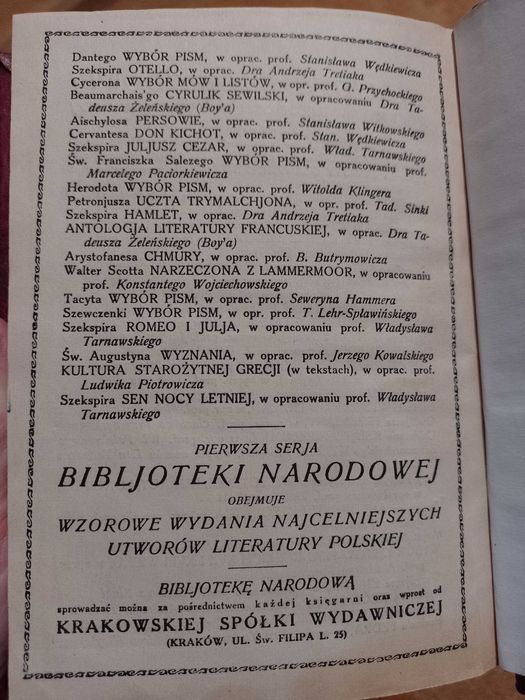 Dantego WYBÓR PISM, w oprac. prof. Stanisława Wędkiewicza
Szekspira OTELLO, w oprac. Dra Andrzeja Tretiaka
Cycerona WYBÓR MÓW I LISTÓW, w opr. prof. G. Przychockiego
Beaumarchais'go CYRULIK SEWILSKI, w opracowaniu Dra Ta-
deusza Żeleńskiego (Boy'a)
Aischylosa PERSOWIE, w oprac. prof. Stanisława Witkowskiego
Cervantesa DON KICHOT, w oprac. prof. Stan. Wędkiewicza
Szekspira JULJUSZ CEZAR, w oprac. prof. Wład. Tarnawskiego
Św. Franciszka Salezego WYBÓR PISM, w opracowaniu prof.
Marcelego Paciorkiewicza
Herodota WYBÓR PISM, w oprac. prof. Witolda Klingera
Petronjusza UCZTA TRYMALCHJONA, w opr. prof. Tad. Sinki
Szekspira HAMLET, w oprac. Dra Andrzeja Tretiaka
ANTOLOGJA LITERATURY FRANCUSKIEJ, w oprac. Dra Ta-
deusza Żeleńskiego (Boy'a)
Arystofanesa CHMURY, w oprac. prof. B. Butrymowicza
Walter Scotta NARZECZONA Z LAMMERMOOR, w opracowaniu
prof. Konstantego Wojciechowskiego
Tacyta WYBÓR PISM, w oprac. prof. Seweryna Hammera
Szewczenki WYBÓR PISM, w opr. prof. T. Lehr-Spławińskiego
Szekspira ROMEO I JULJA, w opracowaniu prof. Władysława
Tarnawskiego
Św. Augustyna WYZNANIA, w oprac. prof. Jerzego Kowalskiego
KULTURA STAROŻYTNEJ GRECJI (w tekstach), w oprac. prof.
Ludwika Piotrowicza
Szekspira SEN NOCY LETNIEJ, w opracowaniu prof. Władysława
Tarnawskiego
PIERWSZA SERJA
BIBLJOTEKI NARODOWEJ
OBEJMUJE
WZOROWE WYDANIA NAJCELNIEJSZYCH
UTWORÓW LITERATURY POLSKIEJ
BIBLJOTEKĘ NARODOWĄ
sprowadzać można za pośrednictwem każdej księgarni oraz wprost od
KRAKOWSKIEJ SPÓŁKI WYDAWNICZEJ
(KRAKÓW, UL. ŚW. FILIPA L. 25)